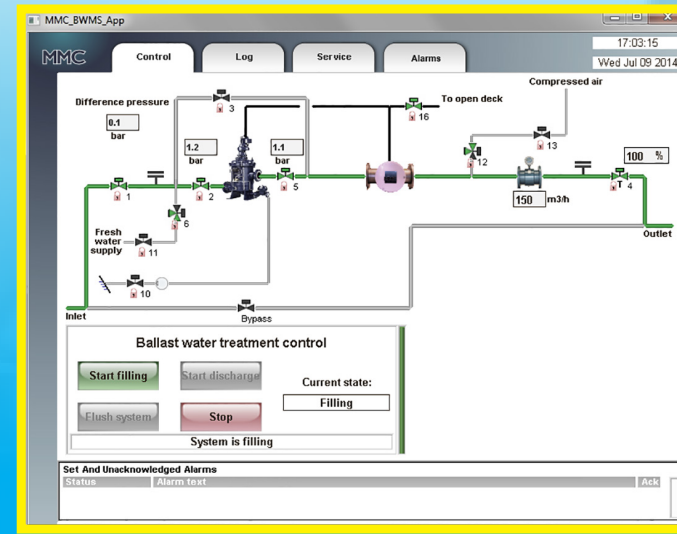 MMC_BWMS_App
17:03:15
Wed Jul 09 2014
MMC
Control
Log
Service
Alarms
Compressed air
Difference pressure
To open deck
3
16
0.1
bar
1.2
bar
1.1
bar
13
12
100 %
1
2
5
T 4
150 m3/h
6
Fresh
water
supply
11
Outlet
10
Inlet
Bypass
Ballast water treatment control
Start filling
Start discharge
Current state:
Filling
Flush system
Stop
System is filling
Set And Unacknowledged Alarms
Status
Alarm text
Ack